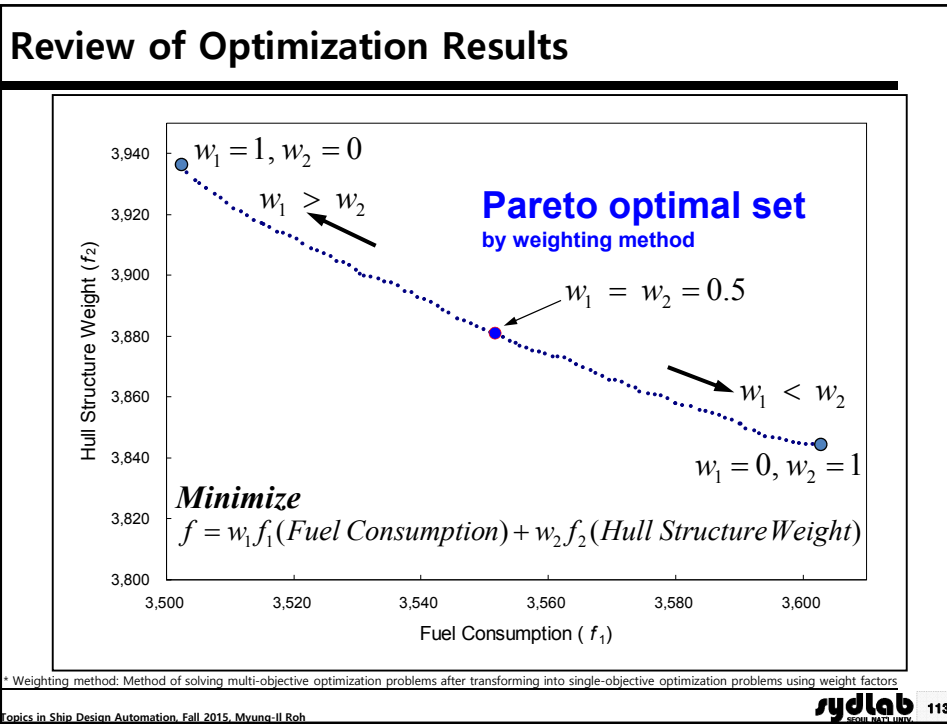 Review of Optimization Results
3,940
3,920
3,900
3,880
3,860
3,840
3,820
3,800
Hull Structure Weight (f₂)
w₁ = 1, w₂ = 0
w₁ > w₂
Pareto optimal set
by weighting method
w₁ = w₂ = 0.5
w₁ < w₂
w₁ = 0, w₂ = 1
Minimize
f = w₁f₁(Fuel Consumption) + w₂f₂(Hull Structure Weight)
3,500 3,520 3,540 3,560 3,580 3,600
Fuel Consumption ( f₁)
* Weighting method: Method of solving multi-objective optimization problems after transforming into single-objective optimization problems using weight factors
Topics in Ship Design Automation, Fall 2015, Myung-Il Roh
sydlab 113
SEOUL NAT'L UNIV.